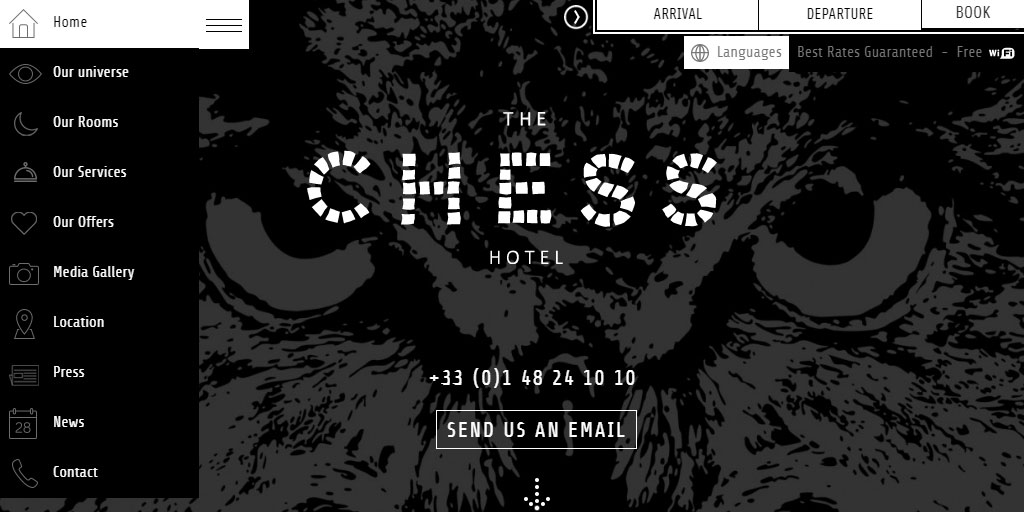 Home
ARRIVAL
DEPARTURE
BOOK
Languages
Best Rates Guaranteed - Free WiFi
Our universe
Our Rooms
Our Services
Our Offers
Media Gallery
Location
Press
28
News
Contact
THE
CHESS
HOTEL
+33 (0)1 48 24 10 10
SEND US AN EMAIL